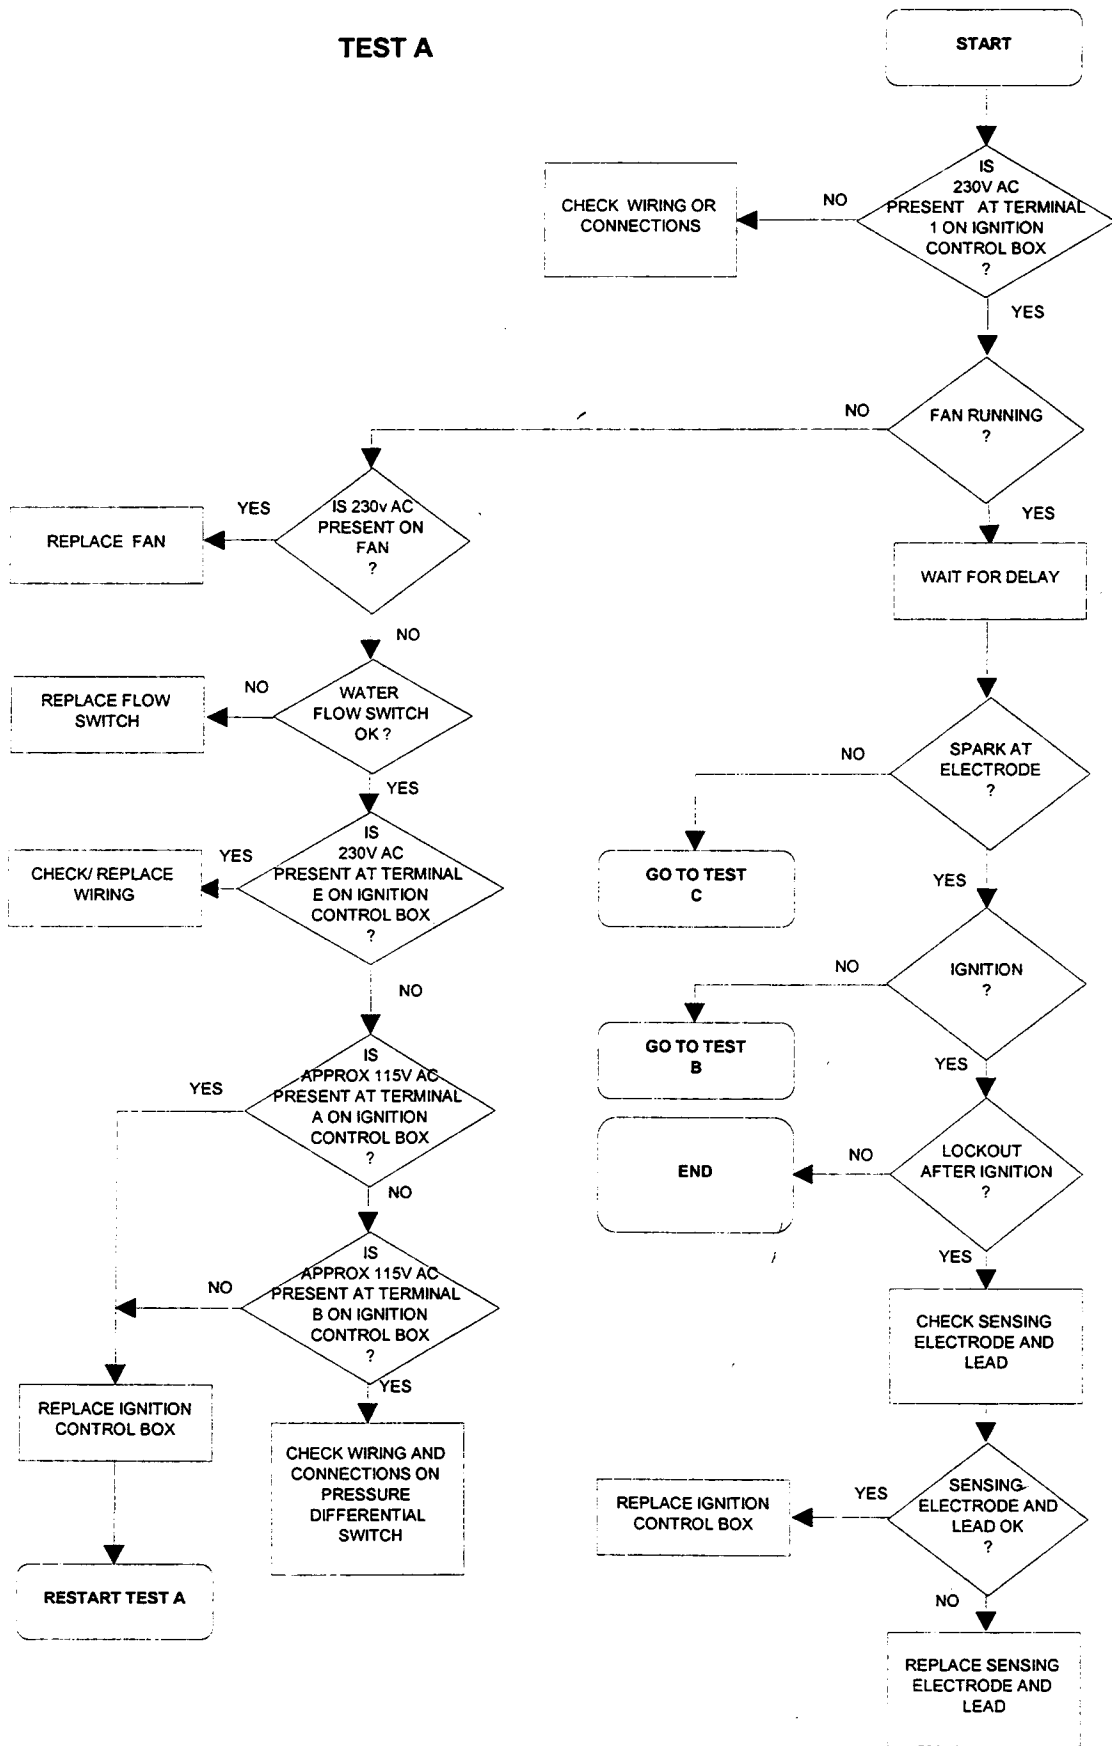 TEST A
START
IS
230V AC
PRESENT AT TERMINAL
1 ON IGNITION
CONTROL BOX
?
NO
CHECK WIRING OR
CONNECTIONS
YES
FAN RUNNING
?
NO
YES
IS 230v AC
PRESENT ON
FAN
?
YES
REPLACE FAN
NO
WAIT FOR DELAY
WATER
FLOW SWITCH
OK ?
NO
REPLACE FLOW
SWITCH
YES
SPARK AT
ELECTRODE
?
NO
GO TO TEST
C
YES
IS
230V AC
PRESENT AT TERMINAL
E ON IGNITION
CONTROL BOX
?
YES
CHECK/ REPLACE
WIRING
NO
IGNITION
?
NO
GO TO TEST
B
YES
IS
APPROX 115V AC
PRESENT AT TERMINAL
A ON IGNITION
CONTROL BOX
?
YES
NO
LOCKOUT
AFTER IGNITION
?
NO
END
YES
IS
APPROX 115V AC
PRESENT AT TERMINAL
B ON IGNITION
CONTROL BOX
?
NO
YES
REPLACE IGNITION
CONTROL BOX
RESTART TEST A
CHECK WIRING AND
CONNECTIONS ON
PRESSURE
DIFFERENTIAL
SWITCH
CHECK SENSING
ELECTRODE AND
LEAD
SENSING
ELECTRODE AND
LEAD OK
?
YES
REPLACE IGNITION
CONTROL BOX
NO
REPLACE SENSING
ELECTRODE AND
LEAD